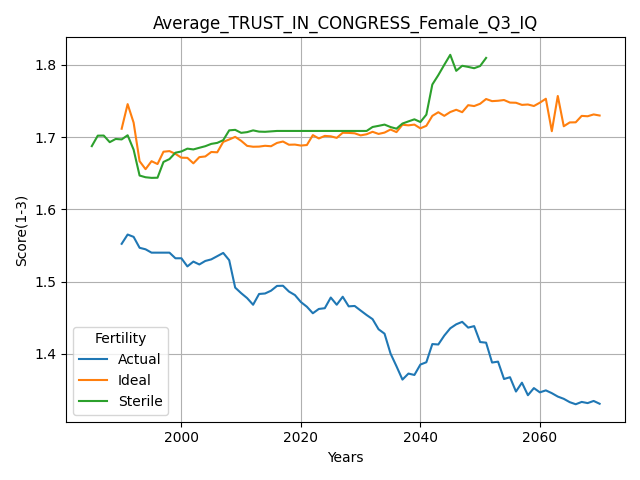 Average_TRUST_IN_CONGRESS_Female_Q3_IQ
1.8
1.7
1.6
1.5
1.4
Score(1-3)
Fertility
Actual
Ideal
Sterile
2000
2020
2040
2060
Years